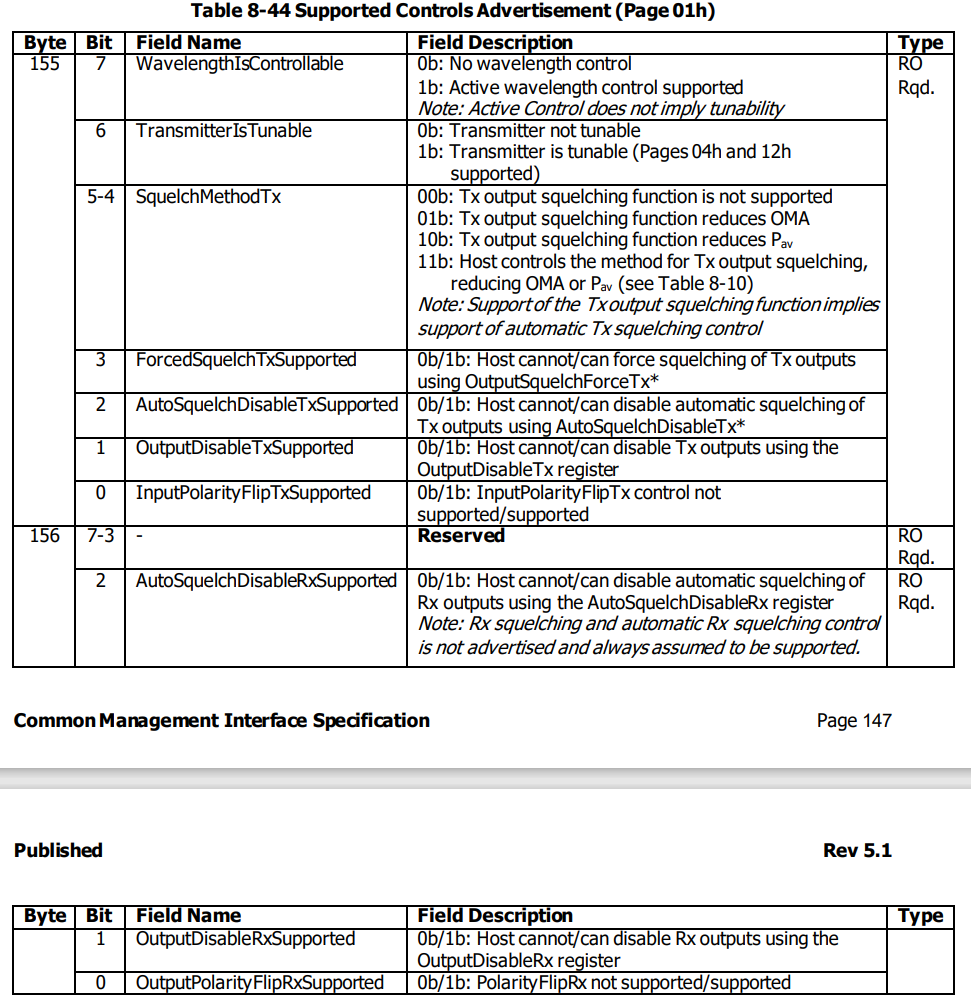 Table 8-44 Supported Controls Advertisement (Page 01h)
Byte Bit Field Name Field Description Type
155 7 WavelengthIsControllable 0b: No wavelength control RO
1b: Active wavelength control supported Rqd.
Note: Active Control does not imply tunability
6 TransmitterIsTunable 0b: Transmitter not tunable
1b: Transmitter is tunable (Pages 04h and 12h
supported)
5-4 SquelchMethodTx 00b: Tx output squelching function is not supported
01b: Tx output squelching function reduces OMA
10b: Tx output squelching function reduces Pav
11b: Host controls the method for Tx output squelching,
reducing OMA or Pav (see Table 8-10)
Note: Support of the Tx output squelching function implies
support of automatic Tx squelching control
3 ForcedSquelchTxSupported 0b/1b: Host cannot/can force squelching of Tx outputs
using OutputSquelchForceTx*
2 AutoSquelchDisableTxSupported 0b/1b: Host cannot/can disable automatic squelching of
Tx outputs using AutoSquelchDisableTx*
1 OutputDisableTxSupported 0b/1b: Host cannot/can disable Tx outputs using the
OutputDisableTx register
0 InputPolarityFlipTxSupported 0b/1b: InputPolarityFlipTx control not
supported/supported
156 7-3 - Reserved RO
Rqd.
2 AutoSquelchDisableRxSupported 0b/1b: Host cannot/can disable automatic squelching of RO
Rx outputs using the AutoSquelchDisableRx register Rqd.
Note: Rx squelching and automatic Rx squelching control
is not advertised and always assumed to be supported.
Common Management Interface Specification Page 147
Published Rev 5.1
Byte Bit Field Name Field Description Type
1 OutputDisableRxSupported 0b/1b: Host cannot/can disable Rx outputs using the
OutputDisableRx register
0 OutputPolarityFlipRxSupported 0b/1b: PolarityFlipRx not supported/supported